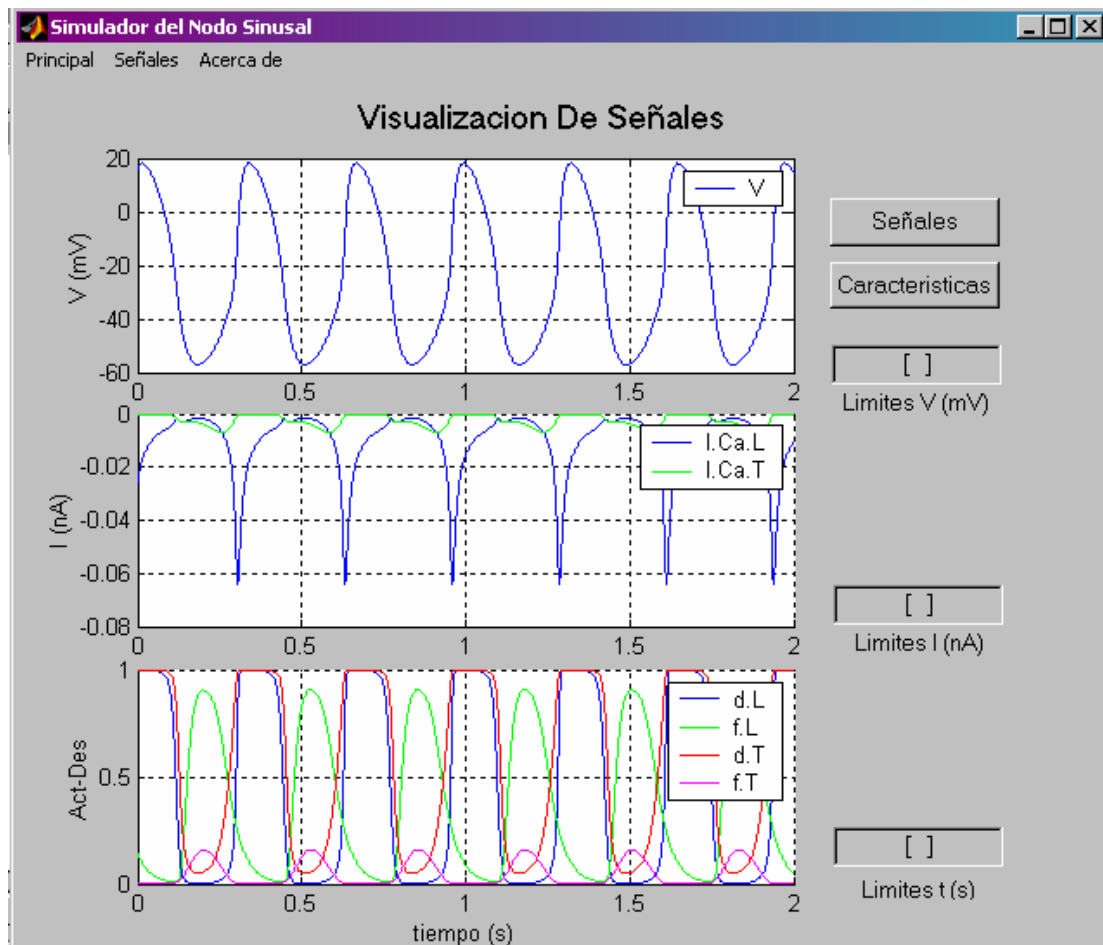 Simulador del Nodo Sinusal
Principal Señales Acerca de
Visualizacion De Señales
20
0
-20
-40
-60
V (mV)
V
0 0.5 1 1.5 2
0
-0.02
-0.04
-0.06
-0.08
I (nA)
I.Ca.L
I.Ca.T
0 0.5 1 1.5 2
1
0.5
0
Act-Des
d.L
f.L
d.T
f.T
0 0.5 1 1.5 2
tiempo (s)
Señales
Caracteristicas
[ ]
Limites V (mV)
[ ]
Limites I (nA)
[ ]
Limites t (s)